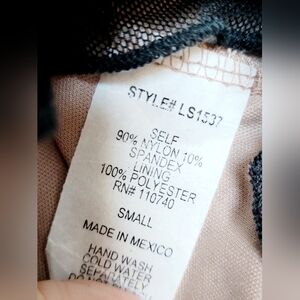 STYLE# LS1537
SELF
90% NYLON 10%
SPANDEX
LINING
100% POLYESTER
RN# 110740
SMALL
MADE IN MEXICO
HAND WASH
COLD WATER
SEPARATELY